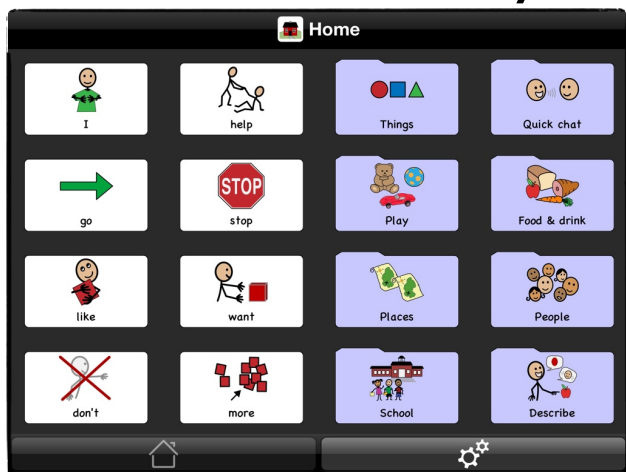 Home
I
help
Things
Quick chat
go
STOP
stop
Play
Food & drink
like
want
Places
People
don't
more
School
Describe